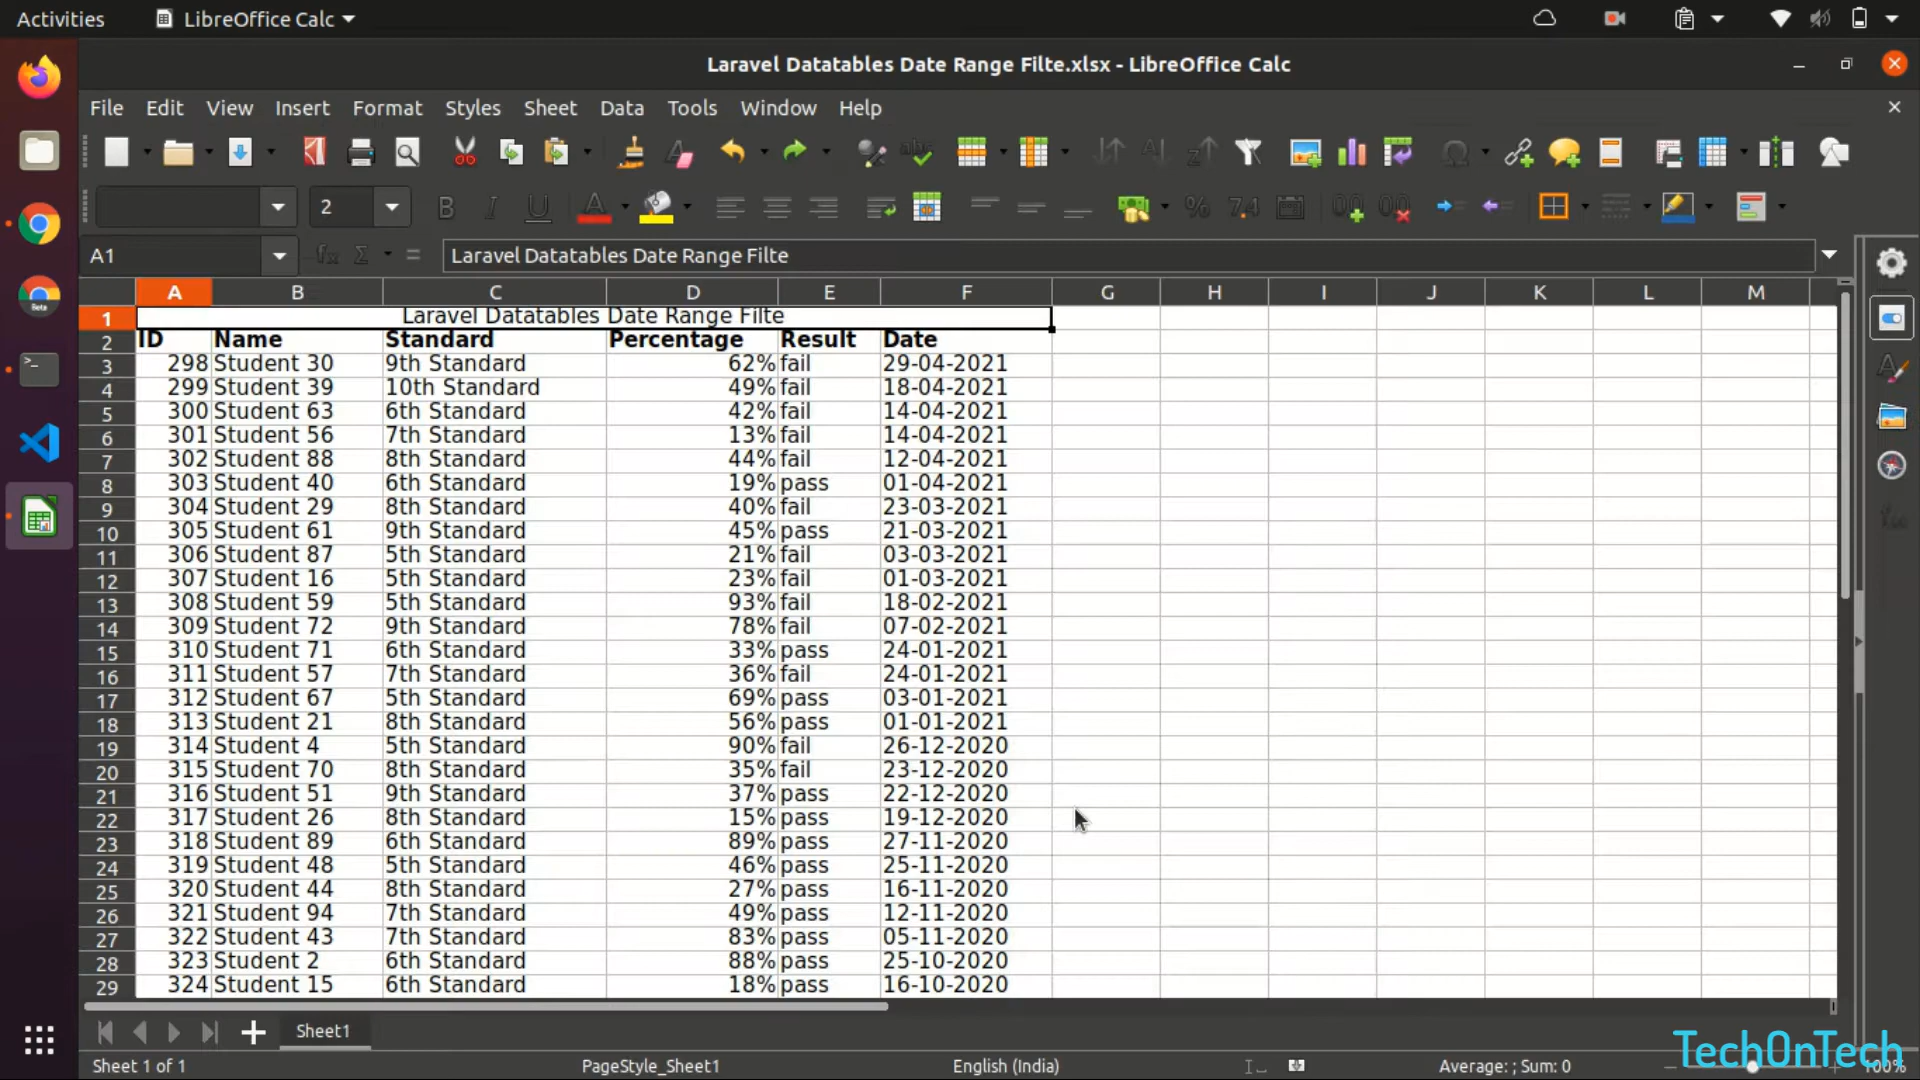 Activities LibreOffice Calc
Laravel Datatables Date Range Filte.xlsx - LibreOffice Calc
File Edit View Insert Format Styles Sheet Data Tools Window Help
2
A1 Laravel Datatables Date Range Filte
A B C D E F G H I J K L M
1 Laravel Datatables Date Range Filte
2 ID Name Standard Percentage Result Date
3 298 Student 30 9th Standard 62% fail 29-04-2021
4 299 Student 39 10th Standard 49% fail 18-04-2021
5 300 Student 63 6th Standard 42% fail 14-04-2021
6 301 Student 56 7th Standard 13% fail 14-04-2021
7 302 Student 88 8th Standard 44% fail 12-04-2021
8 303 Student 40 6th Standard 19% pass 01-04-2021
9 304 Student 29 8th Standard 40% fail 23-03-2021
10 305 Student 61 9th Standard 45% pass 21-03-2021
11 306 Student 87 5th Standard 21% fail 03-03-2021
12 307 Student 16 5th Standard 23% fail 01-03-2021
13 308 Student 59 5th Standard 93% fail 18-02-2021
14 309 Student 72 9th Standard 78% fail 07-02-2021
15 310 Student 71 6th Standard 33% pass 24-01-2021
16 311 Student 57 7th Standard 36% fail 24-01-2021
17 312 Student 67 5th Standard 69% pass 03-01-2021
18 313 Student 21 8th Standard 56% pass 01-01-2021
19 314 Student 4 5th Standard 90% fail 26-12-2020
20 315 Student 70 8th Standard 35% fail 23-12-2020
21 316 Student 51 9th Standard 37% pass 22-12-2020
22 317 Student 26 8th Standard 15% pass 19-12-2020
23 318 Student 89 6th Standard 89% pass 27-11-2020
24 319 Student 48 5th Standard 46% pass 25-11-2020
25 320 Student 44 8th Standard 27% pass 16-11-2020
26 321 Student 94 7th Standard 49% pass 12-11-2020
27 322 Student 43 7th Standard 83% pass 05-11-2020
28 323 Student 2 6th Standard 88% pass 25-10-2020
29 324 Student 15 6th Standard 18% pass 16-10-2020
Sheet1
Sheet 1 of 1 PageStyle_Sheet1 English (India) Average: ; Sum: 0 100%
TechOnTech